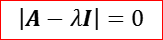 |A − λI| = 0